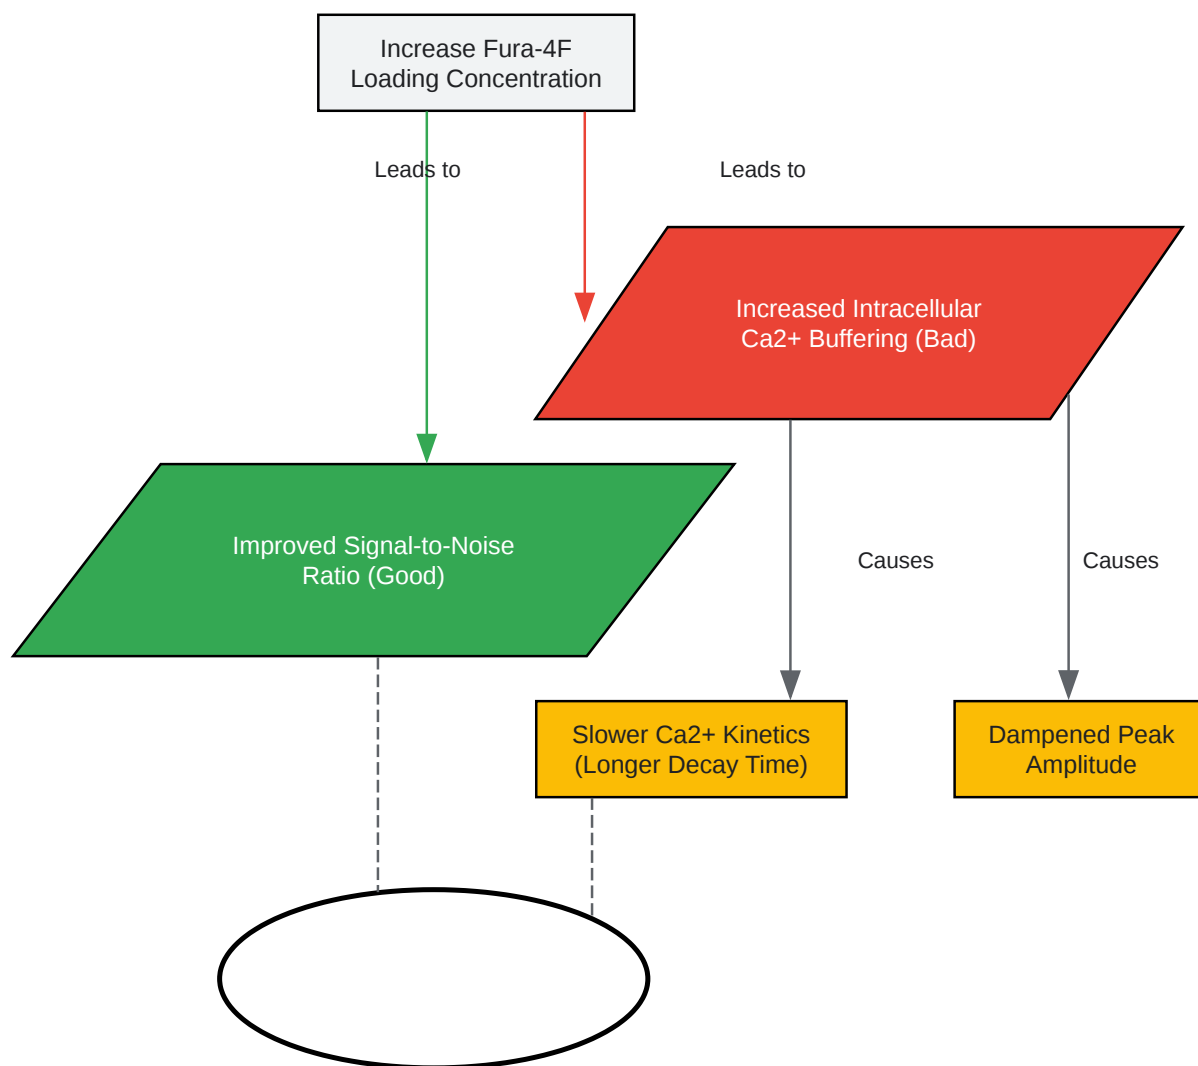 Increase Fura-4F
Loading Concentration
Leads to
Leads to
Increased Intracellular
Ca2+ Buffering (Bad)
Improved Signal-to-Noise
Ratio (Good)
Causes
Causes
Slower Ca2+ Kinetics
(Longer Decay Time)
Dampened Peak
Amplitude